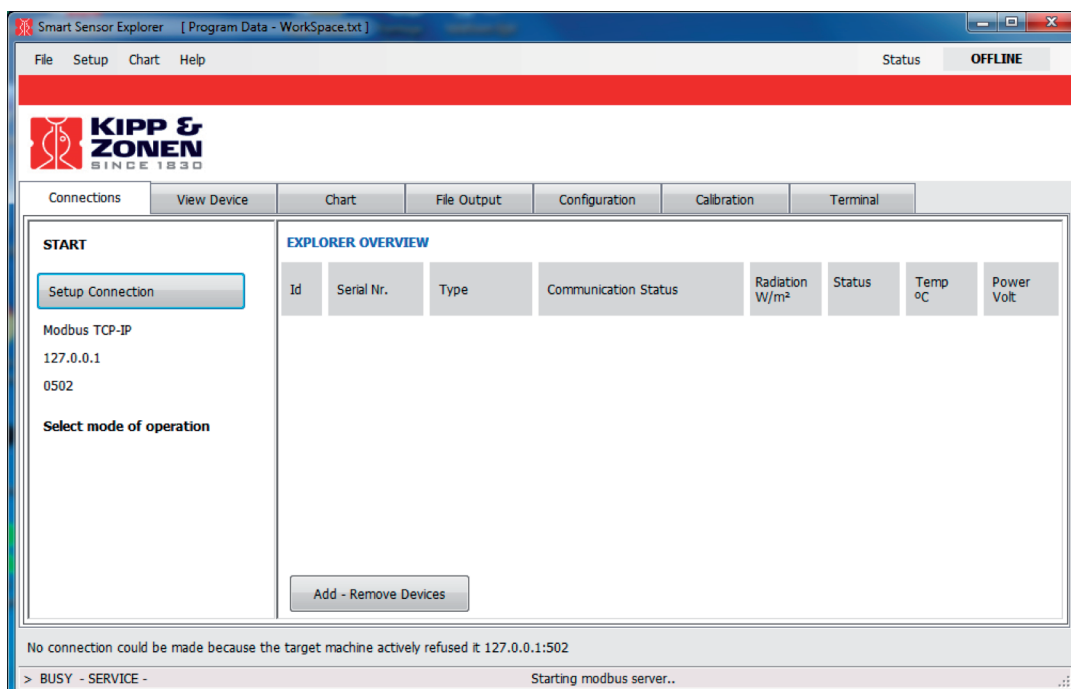 Smart Sensor Explorer [ Program Data - WorkSpace.txt ]
File Setup Chart Help Status OFFLINE
KIPP &
ZONEN
SINCE 1830
Connections View Device Chart File Output Configuration Calibration Terminal
START
Setup Connection
Modbus TCP-IP
127.0.0.1
0502
Select mode of operation
EXPLORER OVERVIEW
Id Serial Nr. Type Communication Status Radiation W/m² Status Temp ºC Power Volt
Add - Remove Devices
No connection could be made because the target machine actively refused it 127.0.0.1:502
> BUSY - SERVICE - Starting modbus server..